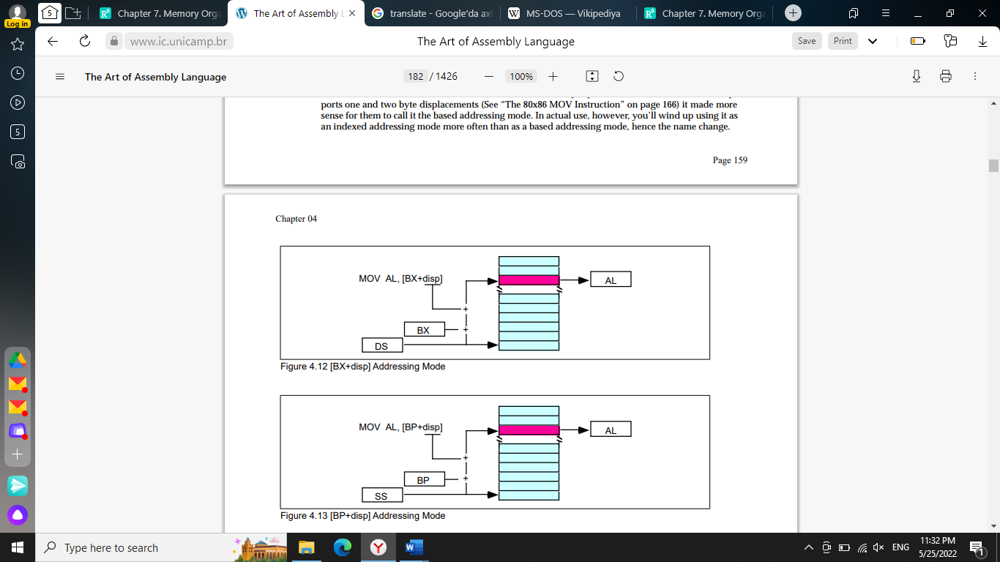 Log in
5
Chapter 7. Memory Orga
The Art of Assembly L
translate - Google'da axt
MS-DOS — Vikipediya
Chapter 7. Memory Orga
www.ic.unicamp.br
The Art of Assembly Language
Save
Print
The Art of Assembly Language
182 / 1426
100%
5
ports one and two byte displacements (See “The 80x86 MOV Instruction” on page 166) it made more
sense for them to call it the based addressing mode. In actual use, however, you’ll wind up using it as
an indexed addressing mode more often than as a based addressing mode, hence the name change.
Page 159
Chapter 04
MOV AL, [BX+disp]
AL
+
BX
+
DS
Figure 4.12 [BX+disp] Addressing Mode
MOV AL, [BP+disp]
AL
+
BP
+
SS
Figure 4.13 [BP+disp] Addressing Mode
Type here to search
ENG
11:32 PM
5/25/2022
1